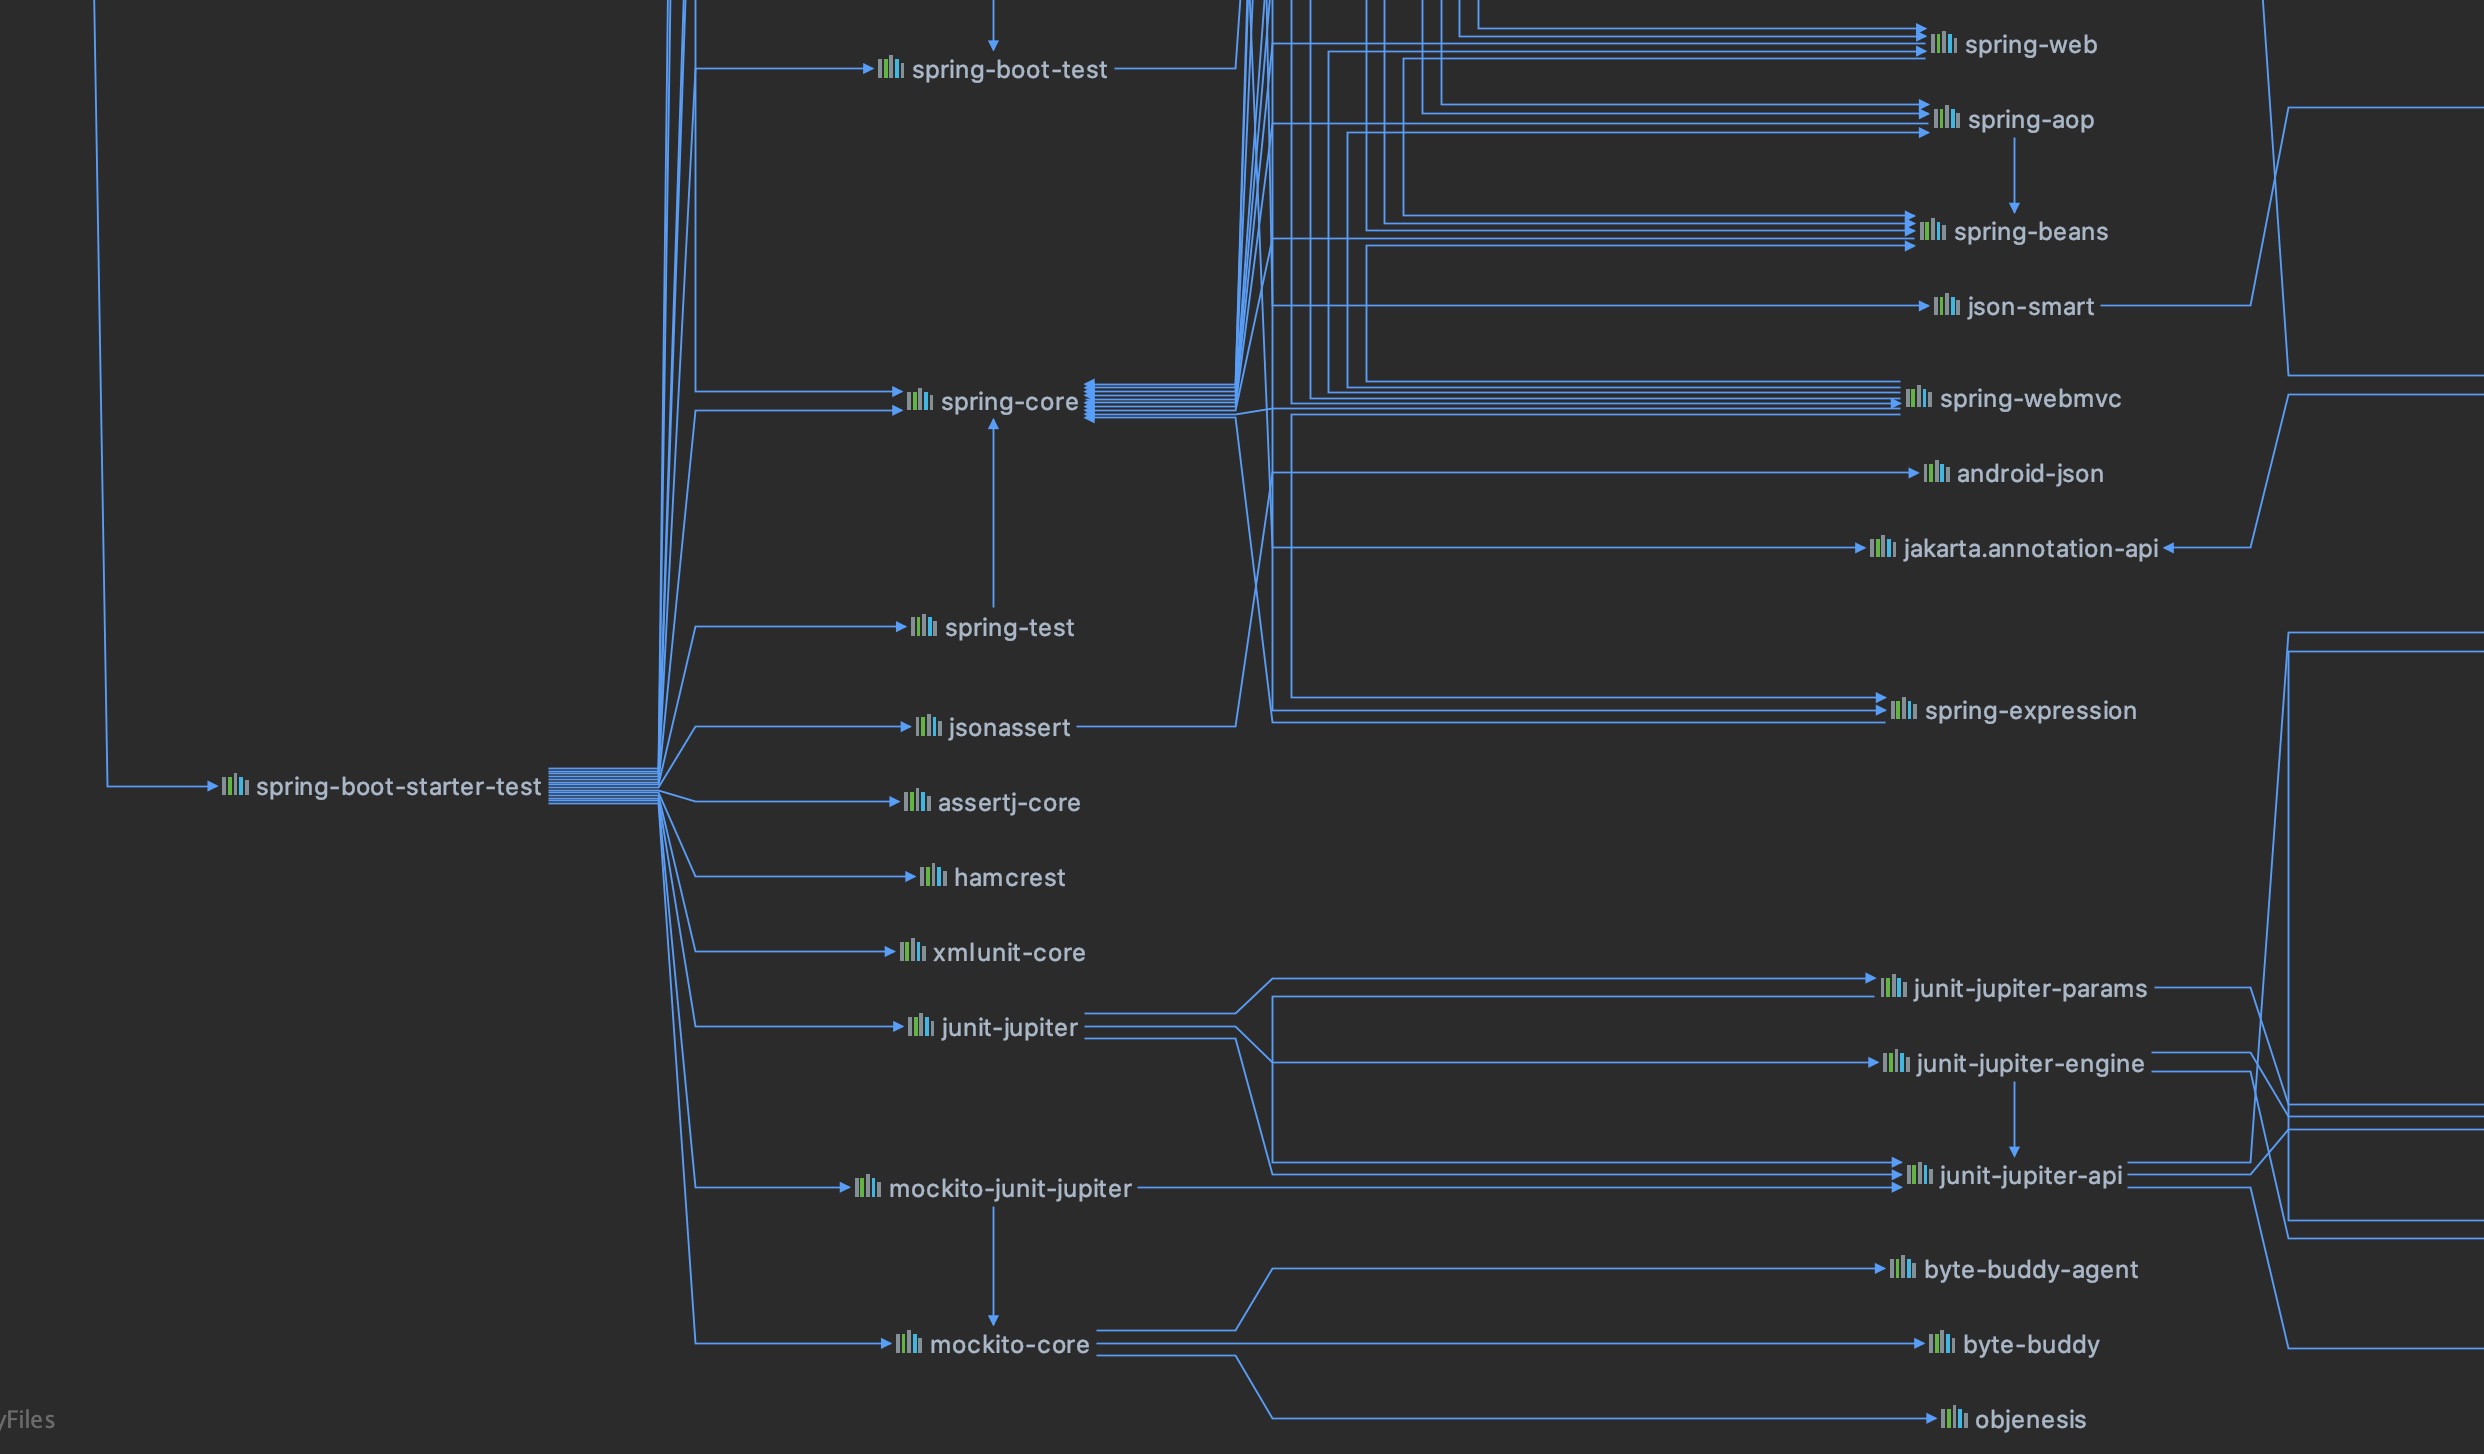 spring-web
spring-boot-test
spring-aop
spring-beans
json-smart
spring-webmvc
spring-core
android-json
jakarta.annotation-api
spring-test
spring-expression
jsonassert
spring-boot-starter-test
assertj-core
hamcrest
xmlunit-core
junit-jupiter-params
junit-jupiter
junit-jupiter-engine
junit-jupiter-api
mockito-junit-jupiter
byte-buddy-agent
mockito-core
byte-buddy
yFiles
objenesis